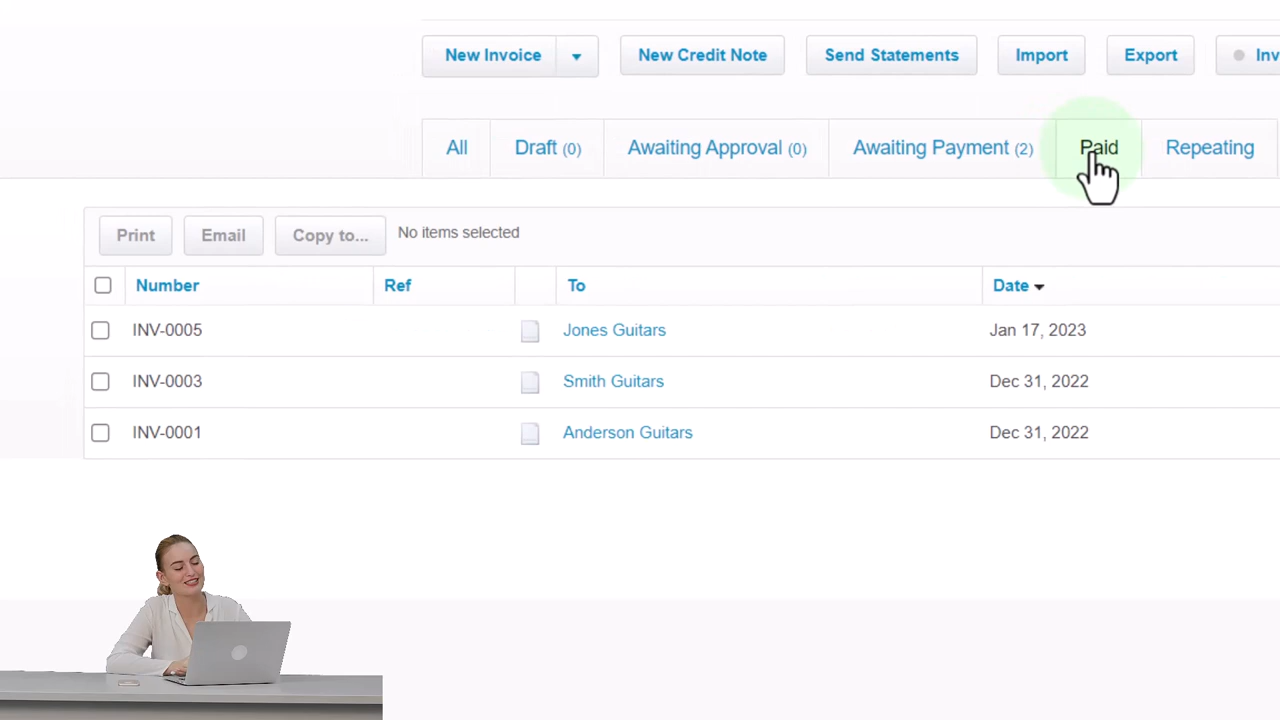 New Invoice New Credit Note Send Statements Import Export Inv
All Draft (0) Awaiting Approval (0) Awaiting Payment (2) Paid Repeating
Print Email Copy to... No items selected
Number Ref To Date
INV-0005 Jones Guitars Jan 17, 2023
INV-0003 Smith Guitars Dec 31, 2022
INV-0001 Anderson Guitars Dec 31, 2022